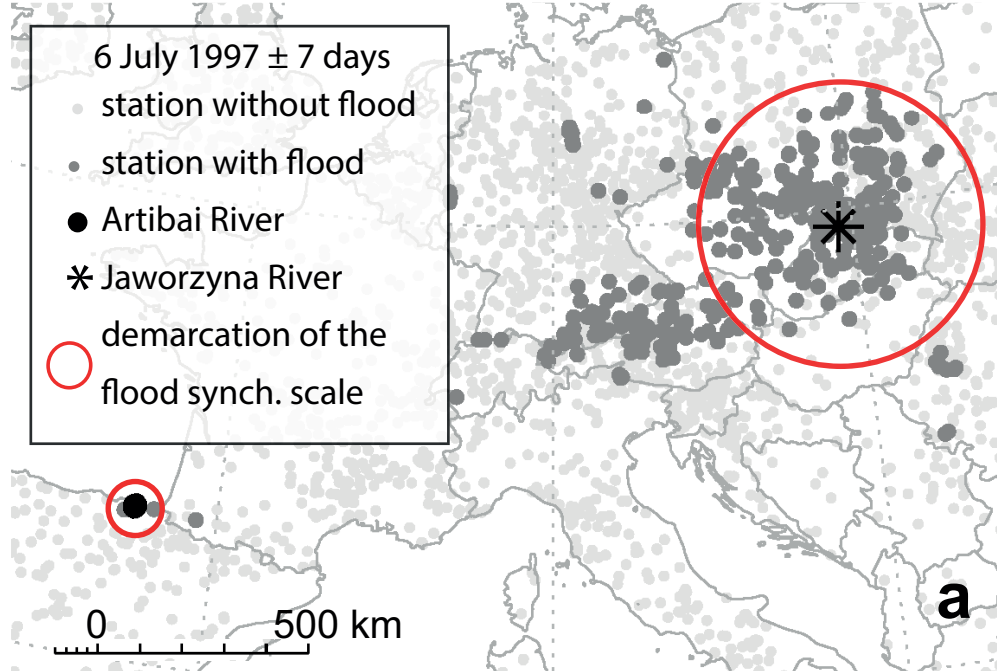 6 July 1997 ± 7 days
station without flood
station with flood
Artibai River
Jaworzyna River
demarcation of the
flood synch. scale
0 500 km
a